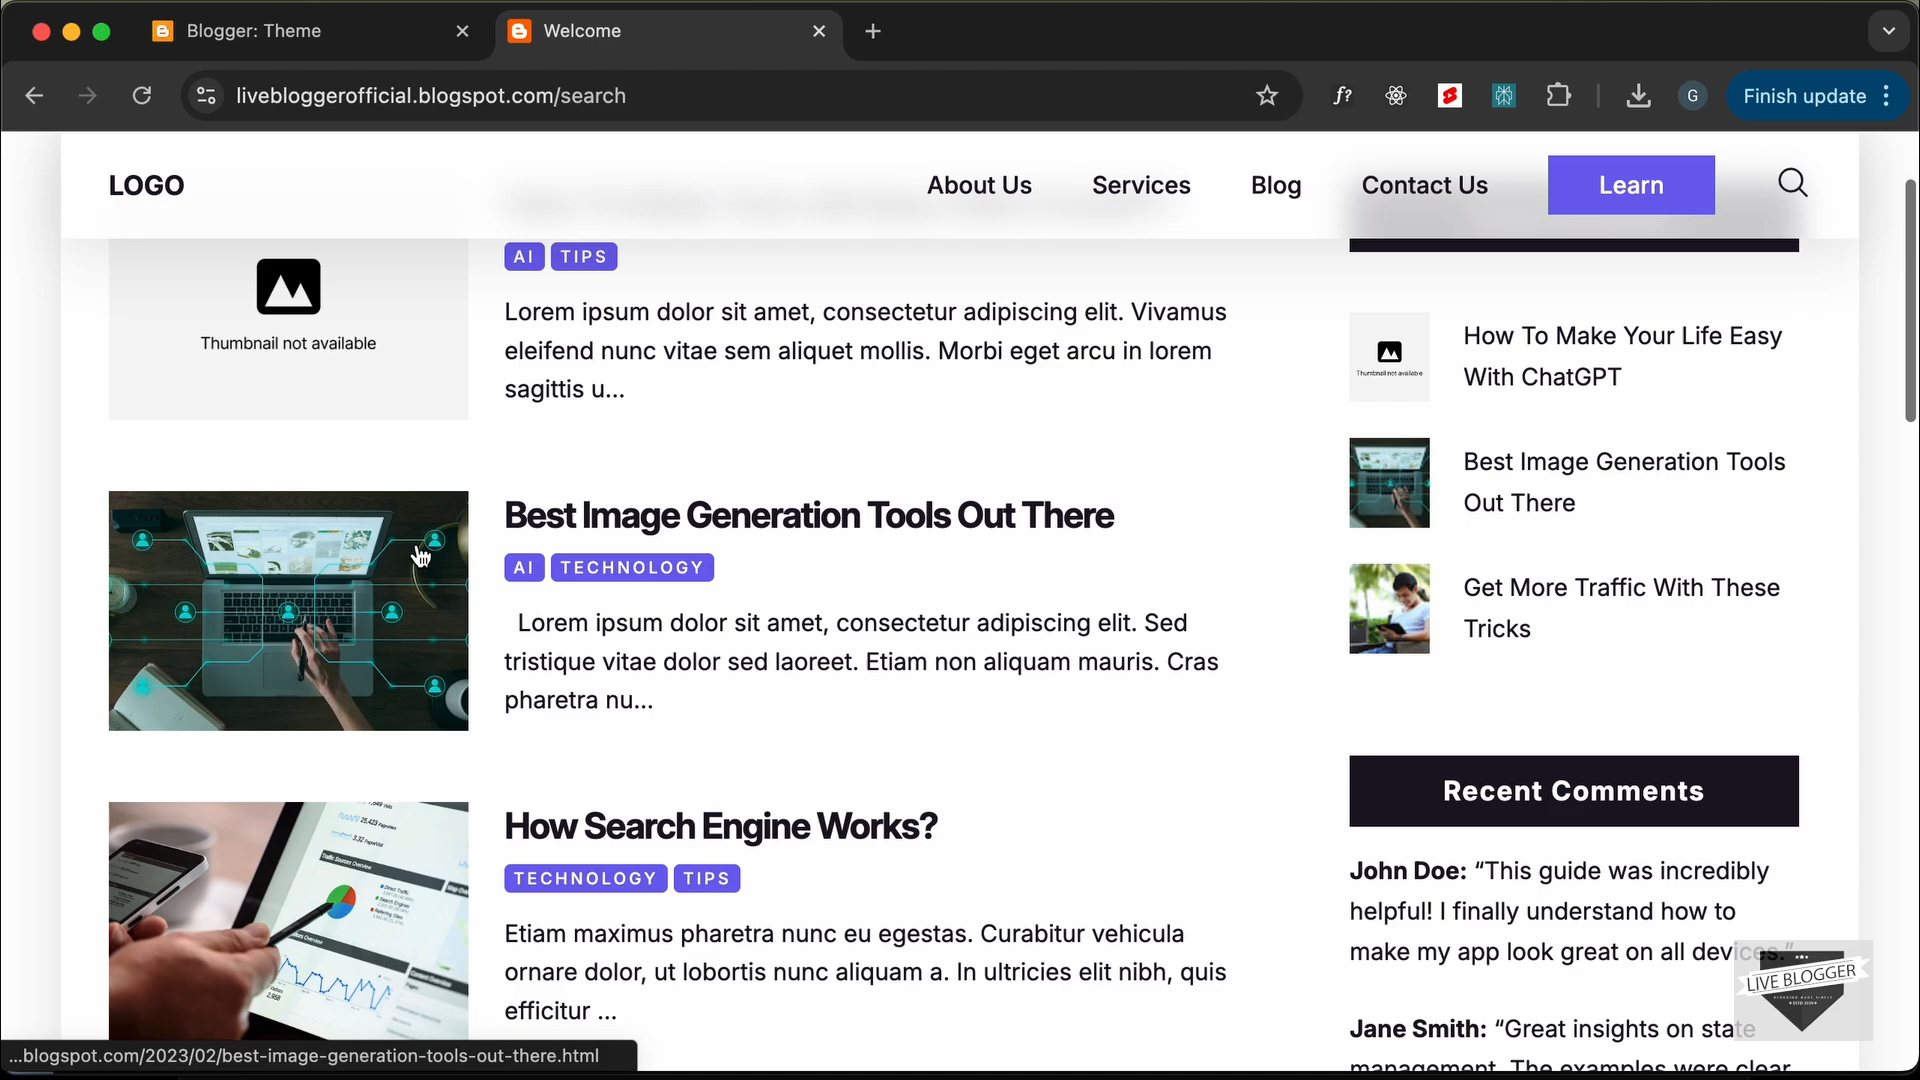 Blogger: Theme
Welcome
livebloggerofficial.blogspot.com/search
f?
G
Finish update
LOGO
About Us
Services
Blog
Contact Us
Learn
AI
TIPS
Thumbnail not available
Lorem ipsum dolor sit amet, consectetur adipiscing elit. Vivamus
eleifend nunc vitae sem aliquet mollis. Morbi eget arcu in lorem
sagittis u...
Thumbnail not available
How To Make Your Life Easy
With ChatGPT
Best Image Generation Tools
Out There
Get More Traffic With These
Tricks
Best Image Generation Tools Out There
AI
TECHNOLOGY
Lorem ipsum dolor sit amet, consectetur adipiscing elit. Sed
tristique vitae dolor sed laoreet. Etiam non aliquam mauris. Cras
pharetra nu...
How Search Engine Works?
TECHNOLOGY
TIPS
Etiam maximus pharetra nunc eu egestas. Curabitur vehicula
ornare dolor, ut lobortis nunc aliquam a. In ultricies elit nibh, quis
efficitur ...
Recent Comments
John Doe: “This guide was incredibly
helpful! I finally understand how to
make my app look great on all devices.”
Jane Smith: “Great insights on state
management. The examples were clear
LIVE BLOGGER
...blogspot.com/2023/02/best-image-generation-tools-out-there.html